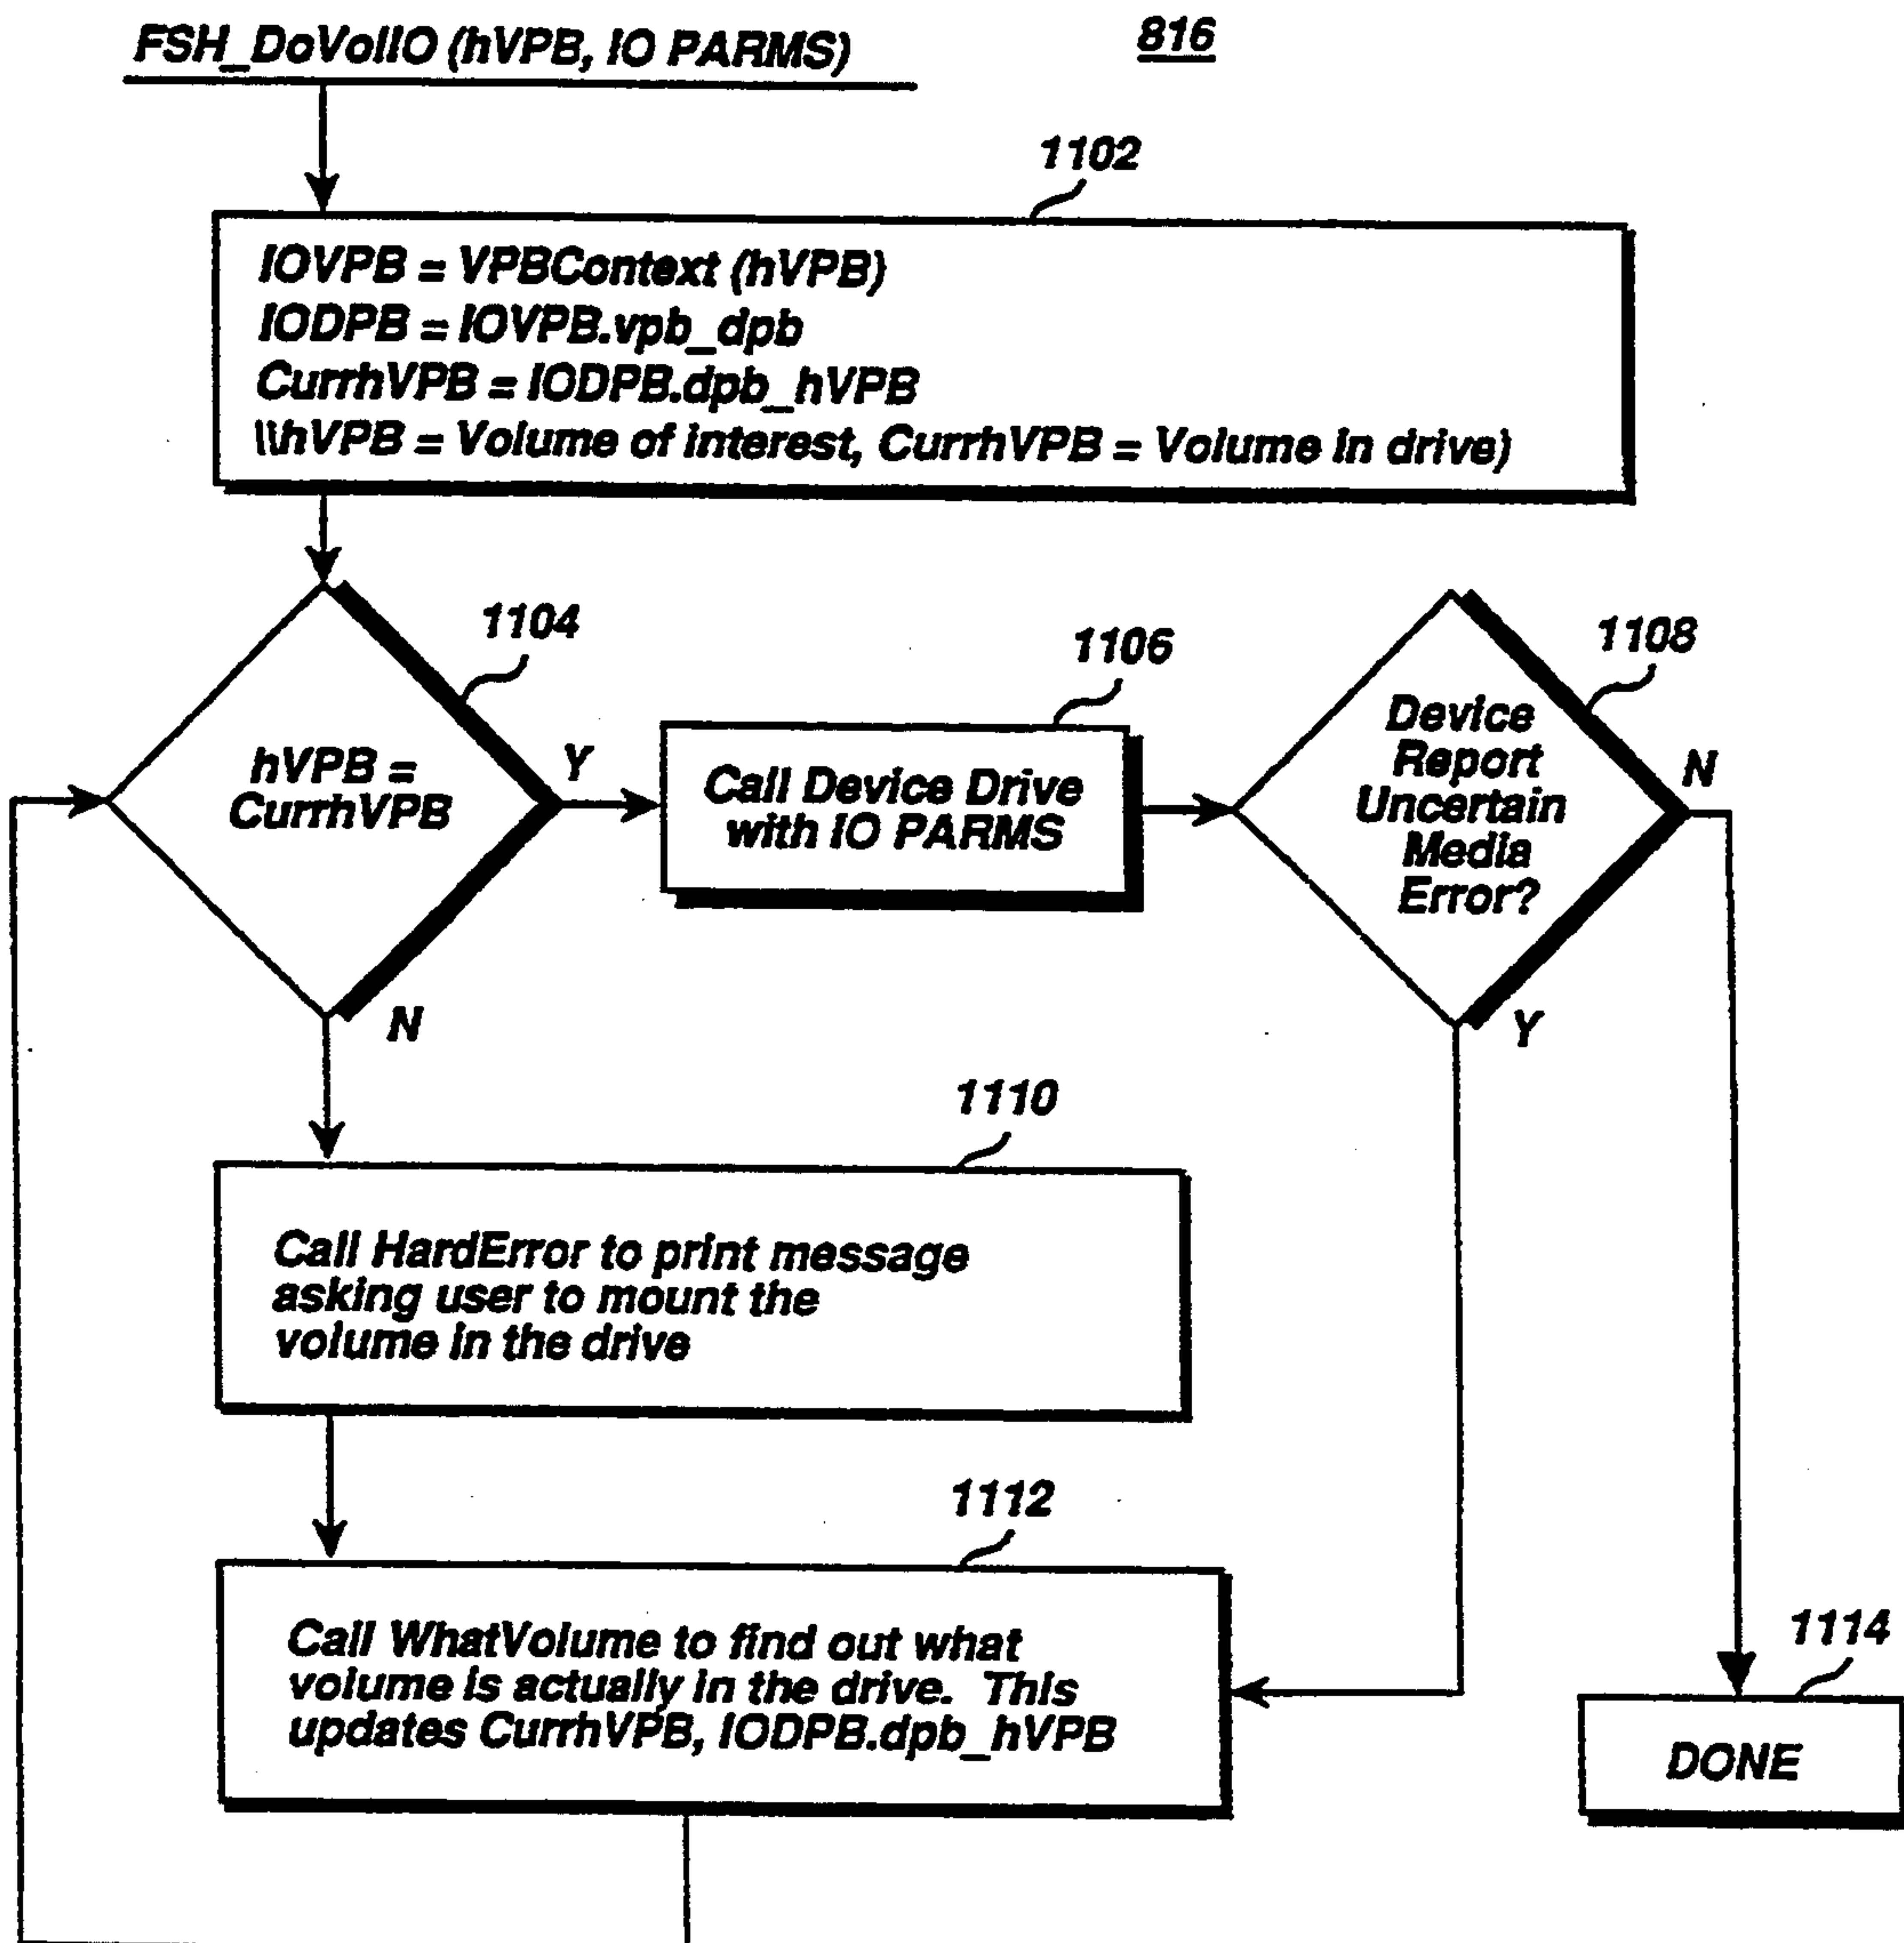 FSH_DoVolIO (hVPB, IO PARMS)
816
1102
IOVPB = VPBContext (hVPB)
IODPB = IOVPB.vpb_dpb
CurrhVPB = IODPB.dpb_hVPB
\\hVPB = Volume of interest, CurrhVPB = Volume in drive)
1104
hVPB =
CurrhVPB
Y
N
1106
Call Device Drive
with IO PARMS
1108
Device
Report
Uncertain
Media
Error?
N
Y
1110
Call HardError to print message
asking user to mount the
volume in the drive
1112
Call WhatVolume to find out what
volume is actually in the drive. This
updates CurrhVPB, IODPB.dpb_hVPB
1114
DONE